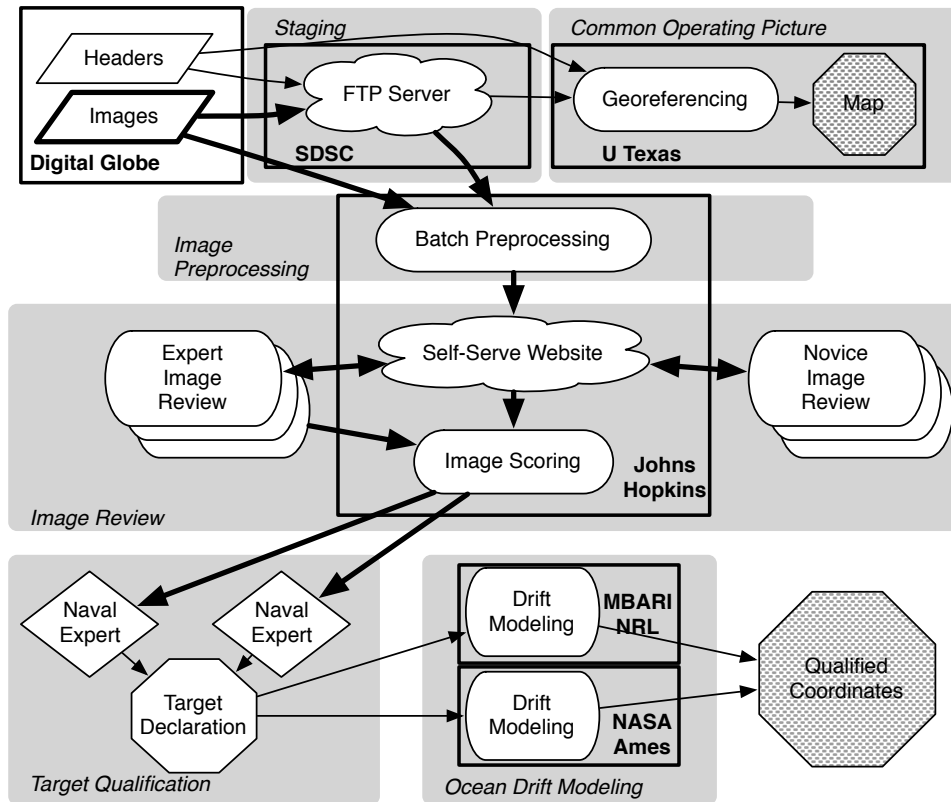 Staging
Common Operating Picture
Headers
FTP Server
Georeferencing
Map
Images
Digital Globe
SDSC
U Texas
Batch Preprocessing
Image
Preprocessing
Expert
Image
Review
Self-Serve Website
Novice
Image
Review
Image Scoring
Johns
Hopkins
Image Review
Naval
Expert
Naval
Expert
Drift
Modeling
MBARI
NRL
Qualified
Coordinates
Target
Declaration
Drift
Modeling
NASA
Ames
Target Qualification
Ocean Drift Modeling